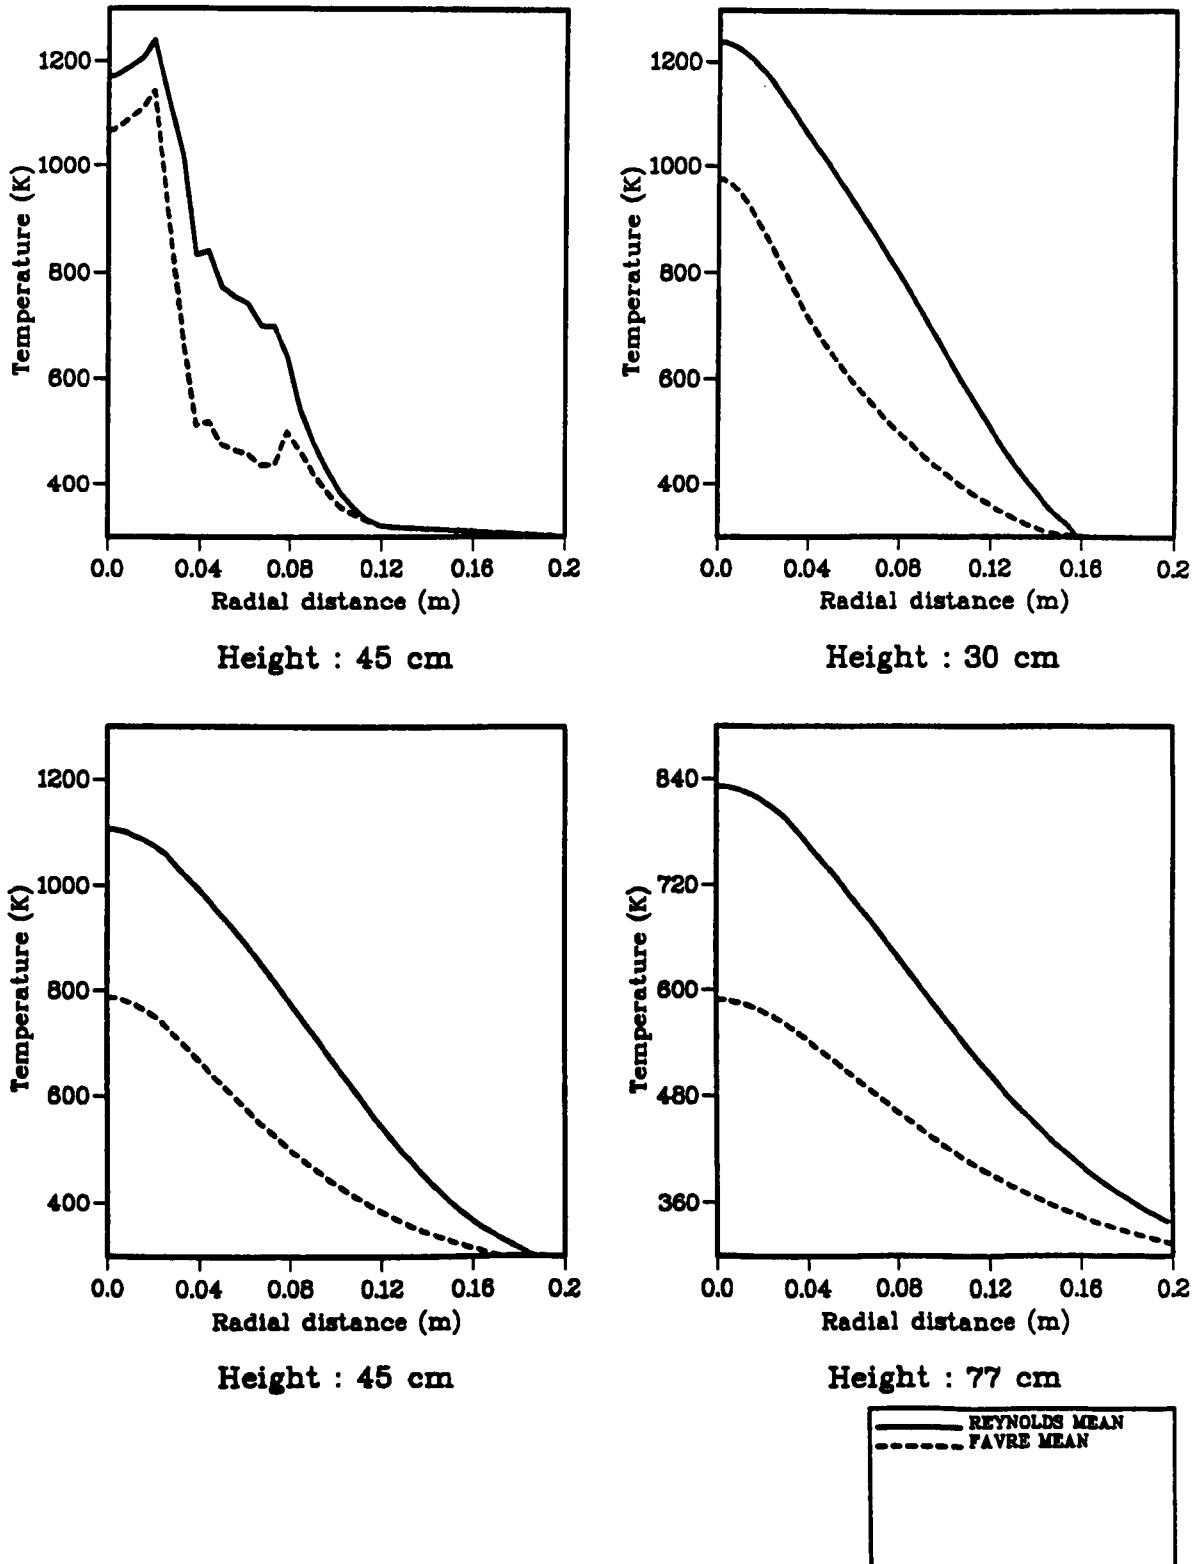 1200
1000
800
600
400
Temperature (K)
0.0 0.04 0.08 0.12 0.16 0.2
Radial distance (m)
Height : 45 cm
1200
1000
800
600
400
Temperature (K)
0.0 0.04 0.08 0.12 0.16 0.2
Radial distance (m)
Height : 30 cm
1200
1000
800
600
400
Temperature (K)
0.0 0.04 0.08 0.12 0.16 0.2
Radial distance (m)
Height : 45 cm
840
720
600
480
360
Temperature (K)
0.0 0.04 0.08 0.12 0.16 0.2
Radial distance (m)
Height : 77 cm
REYNOLDS MEAN
FAVRE MEAN